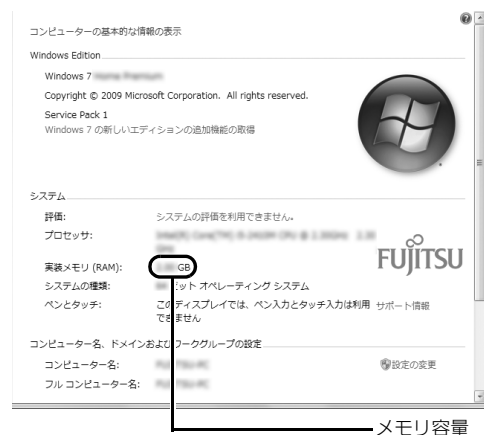 コンピューターの基本的な情報の表示
Windows Edition
Windows 7
Copyright © 2009 Microsoft Corporation. All rights reserved.
Service Pack 1
Windows 7 の新しいエディションの追加機能の取得
システム
評価: システムの評価を利用できません。
プロセッサ:
実装メモリ (RAM): GB
システムの種類: ビット オペレーティング システム
ペンとタッチ: このディスプレイでは、ペン入力とタッチ入力は利用できません
FUJITSU
サポート情報
コンピューター名、ドメインおよびワークグループの設定
コンピューター名: 設定の変更
フル コンピューター名:
メモリ容量